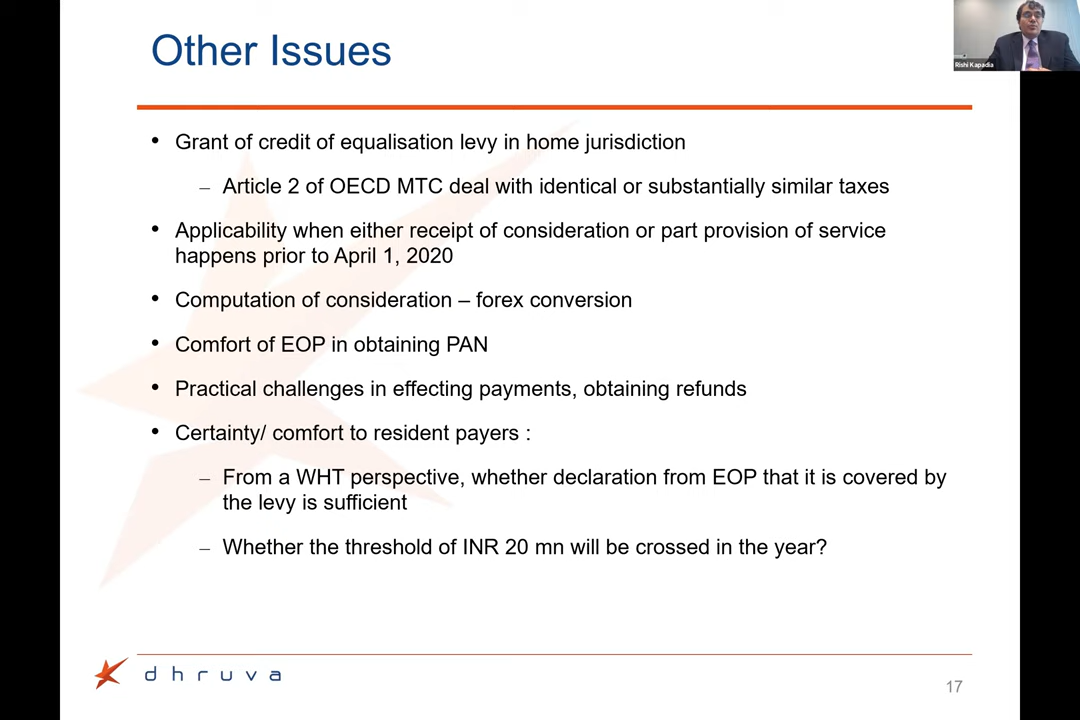 Other Issues
Rishi Kapadia
• Grant of credit of equalisation levy in home jurisdiction
– Article 2 of OECD MTC deal with identical or substantially similar taxes
• Applicability when either receipt of consideration or part provision of service
happens prior to April 1, 2020
• Computation of consideration – forex conversion
• Comfort of EOP in obtaining PAN
• Practical challenges in effecting payments, obtaining refunds
• Certainty/ comfort to resident payers :
– From a WHT perspective, whether declaration from EOP that it is covered by
the levy is sufficient
– Whether the threshold of INR 20 mn will be crossed in the year?
dhruva
17